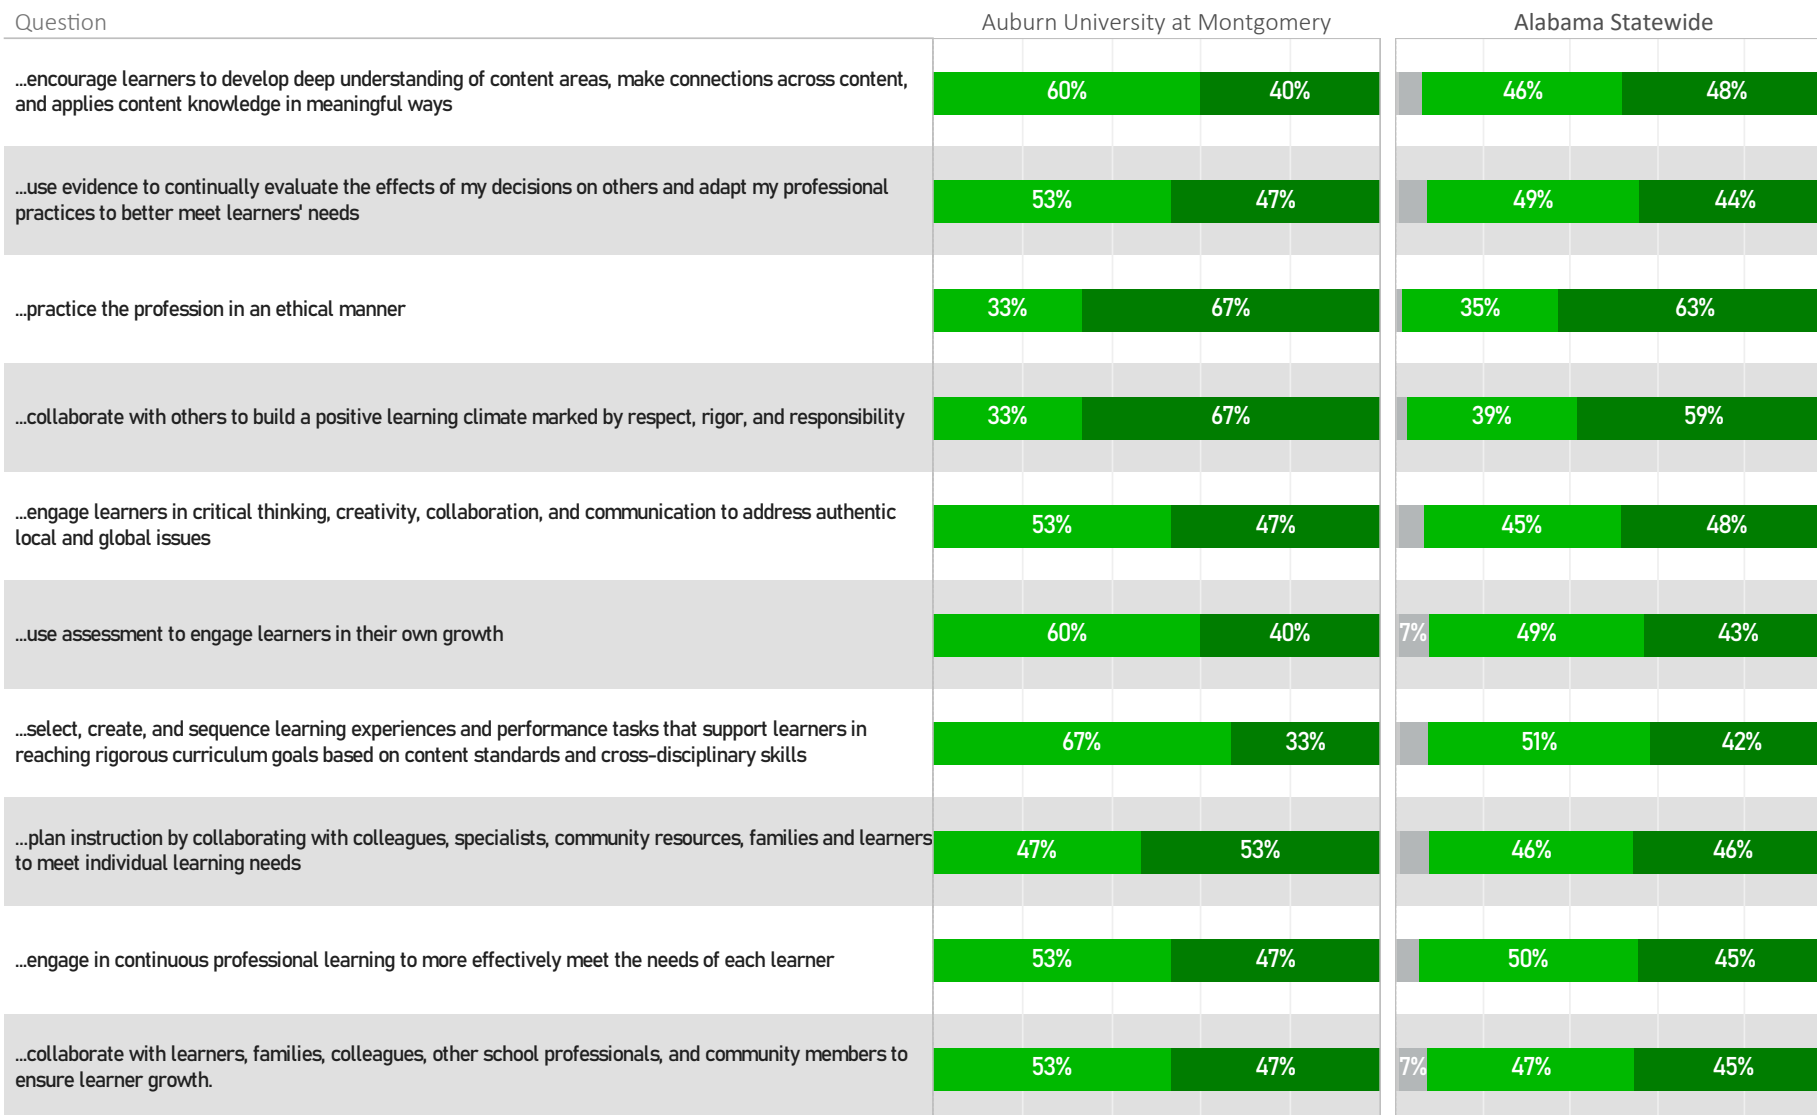 Question Auburn University at Montgomery Alabama Statewide
...encourage learners to develop deep understanding of content areas, make connections across content,
and applies content knowledge in meaningful ways
60% 40% 46% 48%
...use evidence to continually evaluate the effects of my decisions on others and adapt my professional
practices to better meet learners' needs
53% 47% 49% 44%
...practice the profession in an ethical manner
33% 67% 35% 63%
...collaborate with others to build a positive learning climate marked by respect, rigor, and responsibility
33% 67% 39% 59%
...engage learners in critical thinking, creativity, collaboration, and communication to address authentic
local and global issues
53% 47% 45% 48%
...use assessment to engage learners in their own growth
60% 40% 7% 49% 43%
...select, create, and sequence learning experiences and performance tasks that support learners in
reaching rigorous curriculum goals based on content standards and cross-disciplinary skills
67% 33% 51% 42%
...plan instruction by collaborating with colleagues, specialists, community resources, families and learners
to meet individual learning needs
47% 53% 46% 46%
...engage in continuous professional learning to more effectively meet the needs of each learner
53% 47% 50% 45%
...collaborate with learners, families, colleagues, other school professionals, and community members to
ensure learner growth.
53% 47% 7% 47% 45%